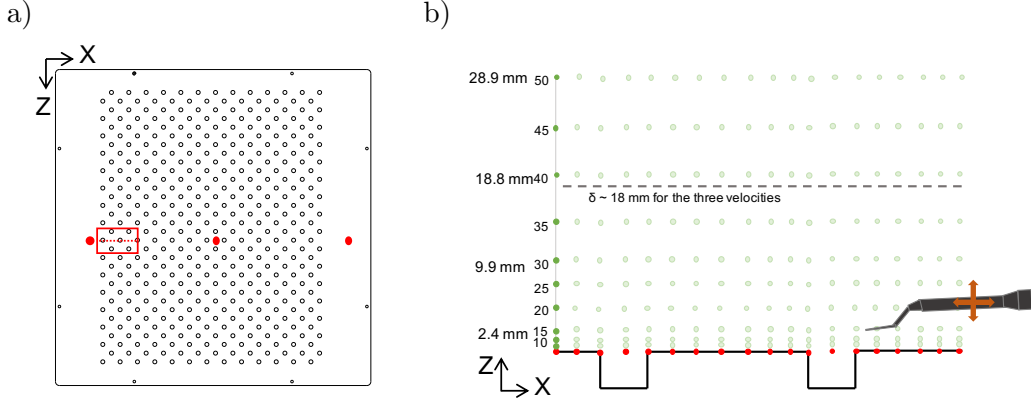 a)
X
Z
b)
28.9 mm 50
45
18.8 mm 40
δ ~ 18 mm for the three velocities
35
9.9 mm 30
25
20
2.4 mm 15
10
Z
X